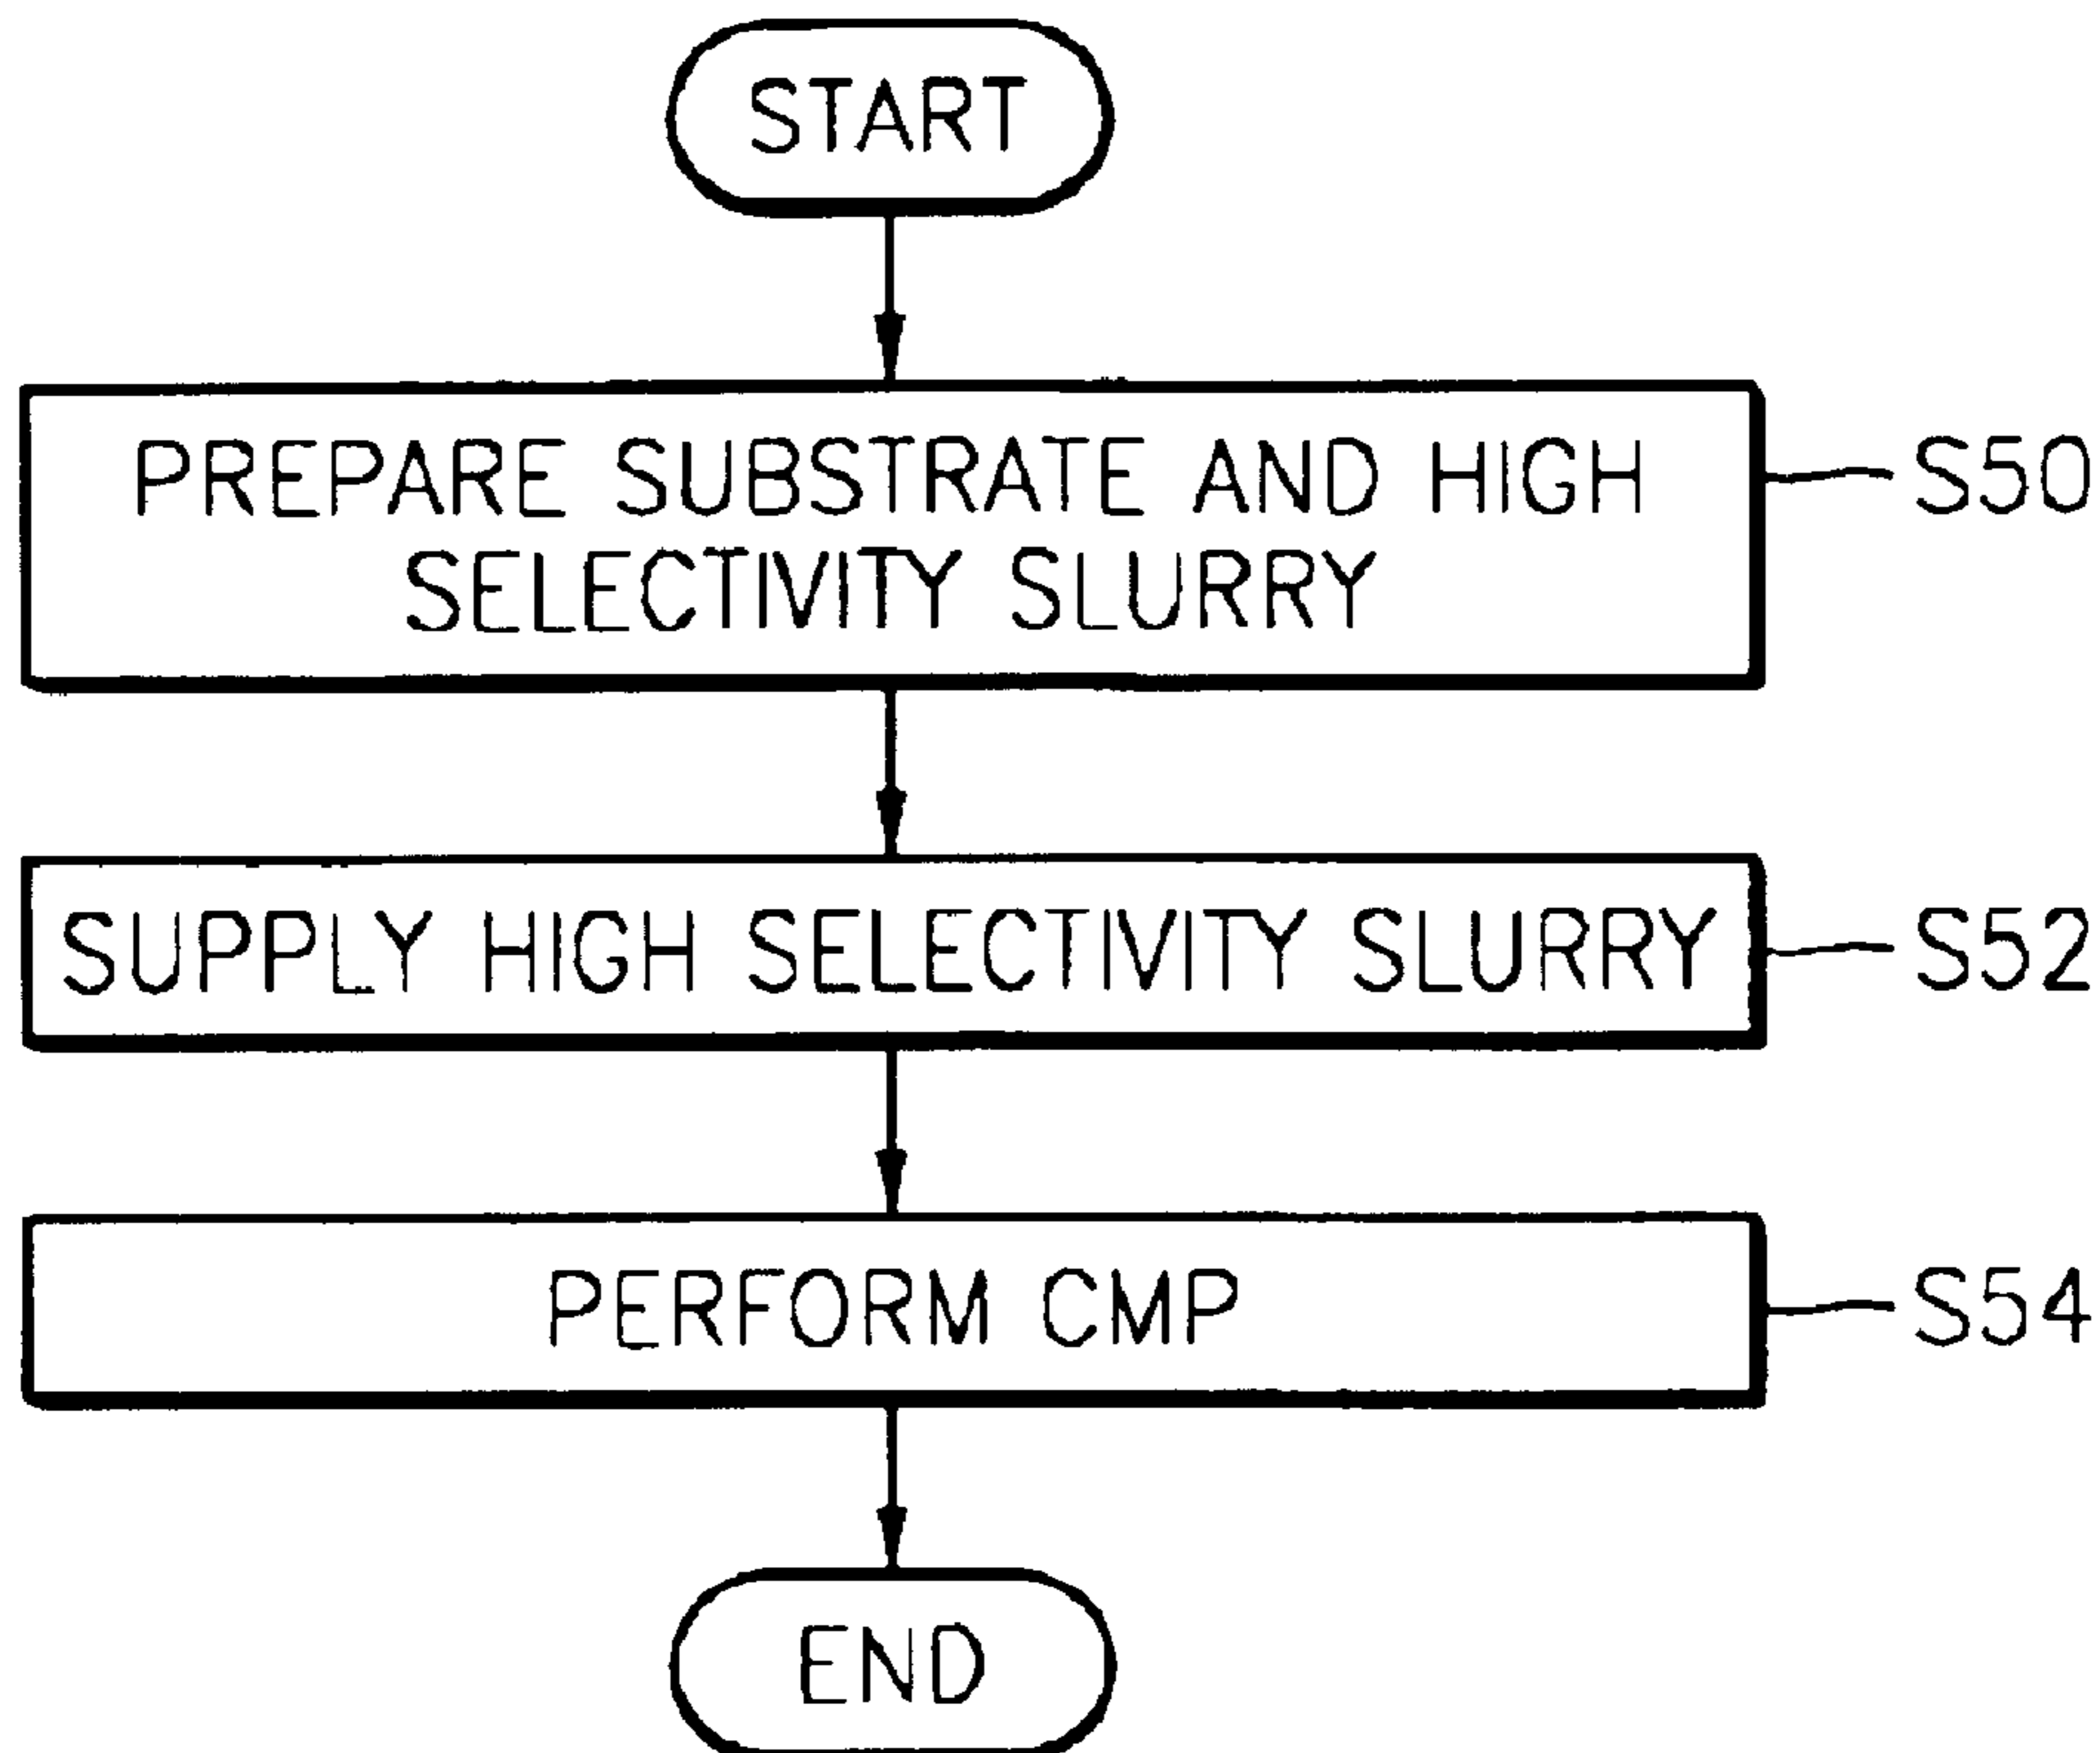 START
PREPARE SUBSTRATE AND HIGH
SELECTIVITY SLURRY
S50
SUPPLY HIGH SELECTIVITY SLURRY
S52
PERFORM CMP
S54
END